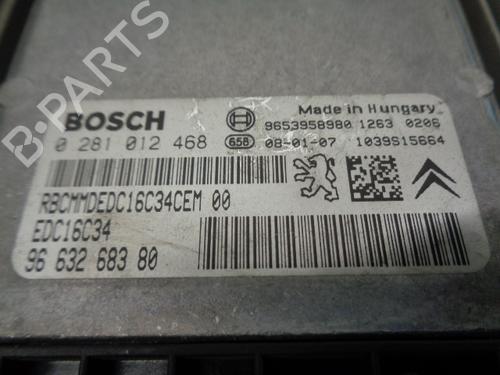 BOSCH
0 281 012 468
Made in Hungary
9653958980 1263 0206
658 08-01-07 1039S15664
RBCMMDEDC16C34CEM 00
EDC16C34
96 632 683 80
B-PARTS